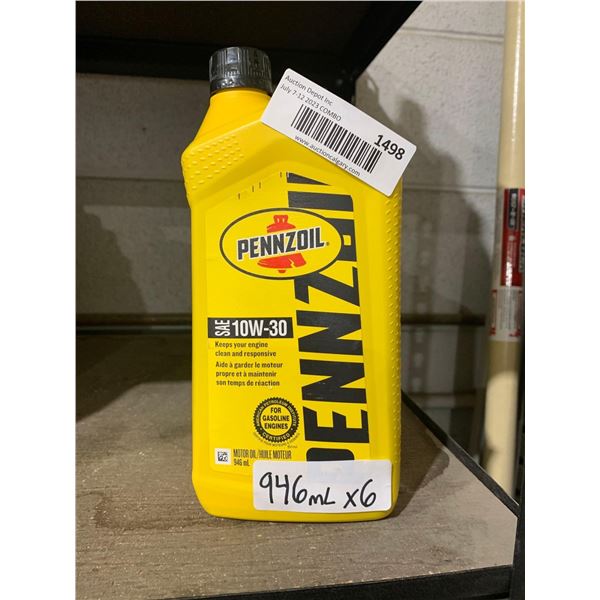 Auction Depot Inc
July 7-12 2023 COMBO
1498
www.auctioncalgary.com
PENNZOIL
PENNZOIL
SAE 10W-30
Keeps your engine
clean and responsive
Aide à garder le moteur
propre et à maintenir
son temps de réaction
FOR
GASOLINE
ENGINES
CERTIFIED
MOTOR OIL/HUILE MOTEUR
946 mL
946mL x6